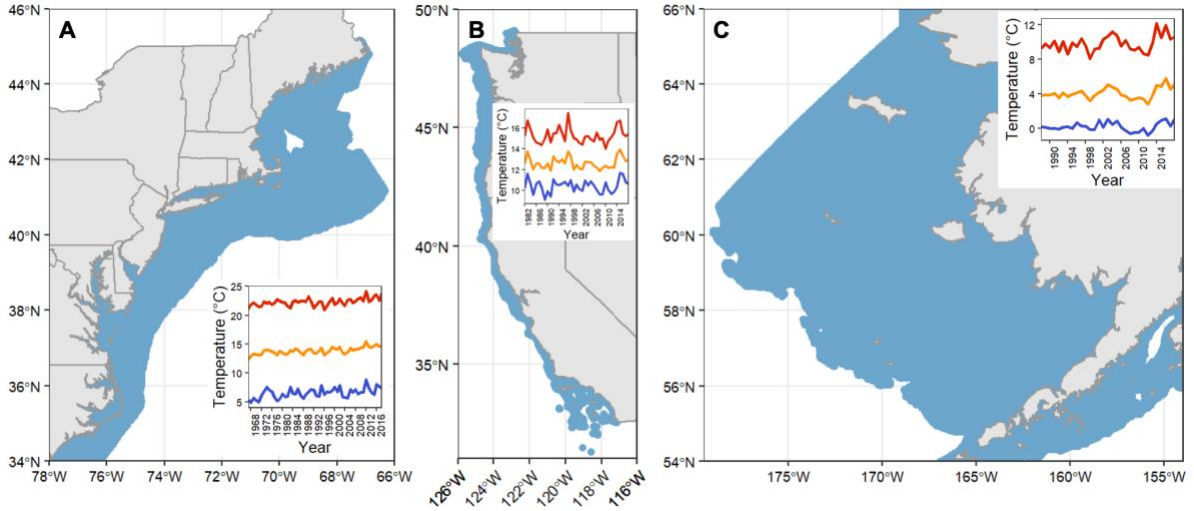 A
46°N
44°N
42°N
40°N
38°N
36°N
34°N
78°W 76°W 74°W 72°W 70°W 68°W 66°W
Temperature (°C)
25
20
15
10
5
1968 1972 1976 1980 1984 1988 1992 1996 2000 2004 2008 2012 2016
Year
B
50°N
45°N
40°N
35°N
126°W 124°W 122°W 120°W 118°W 116°W
Temperature (°C)
16
14
12
10
1982 1986 1990 1994 1998 2002 2006 2010 2014
Year
C
66°N
64°N
62°N
60°N
58°N
56°N
54°N
175°W 170°W 165°W 160°W 155°W
Temperature (°C)
12
8
4
0
1990 1994 1998 2002 2006 2010 2014
Year